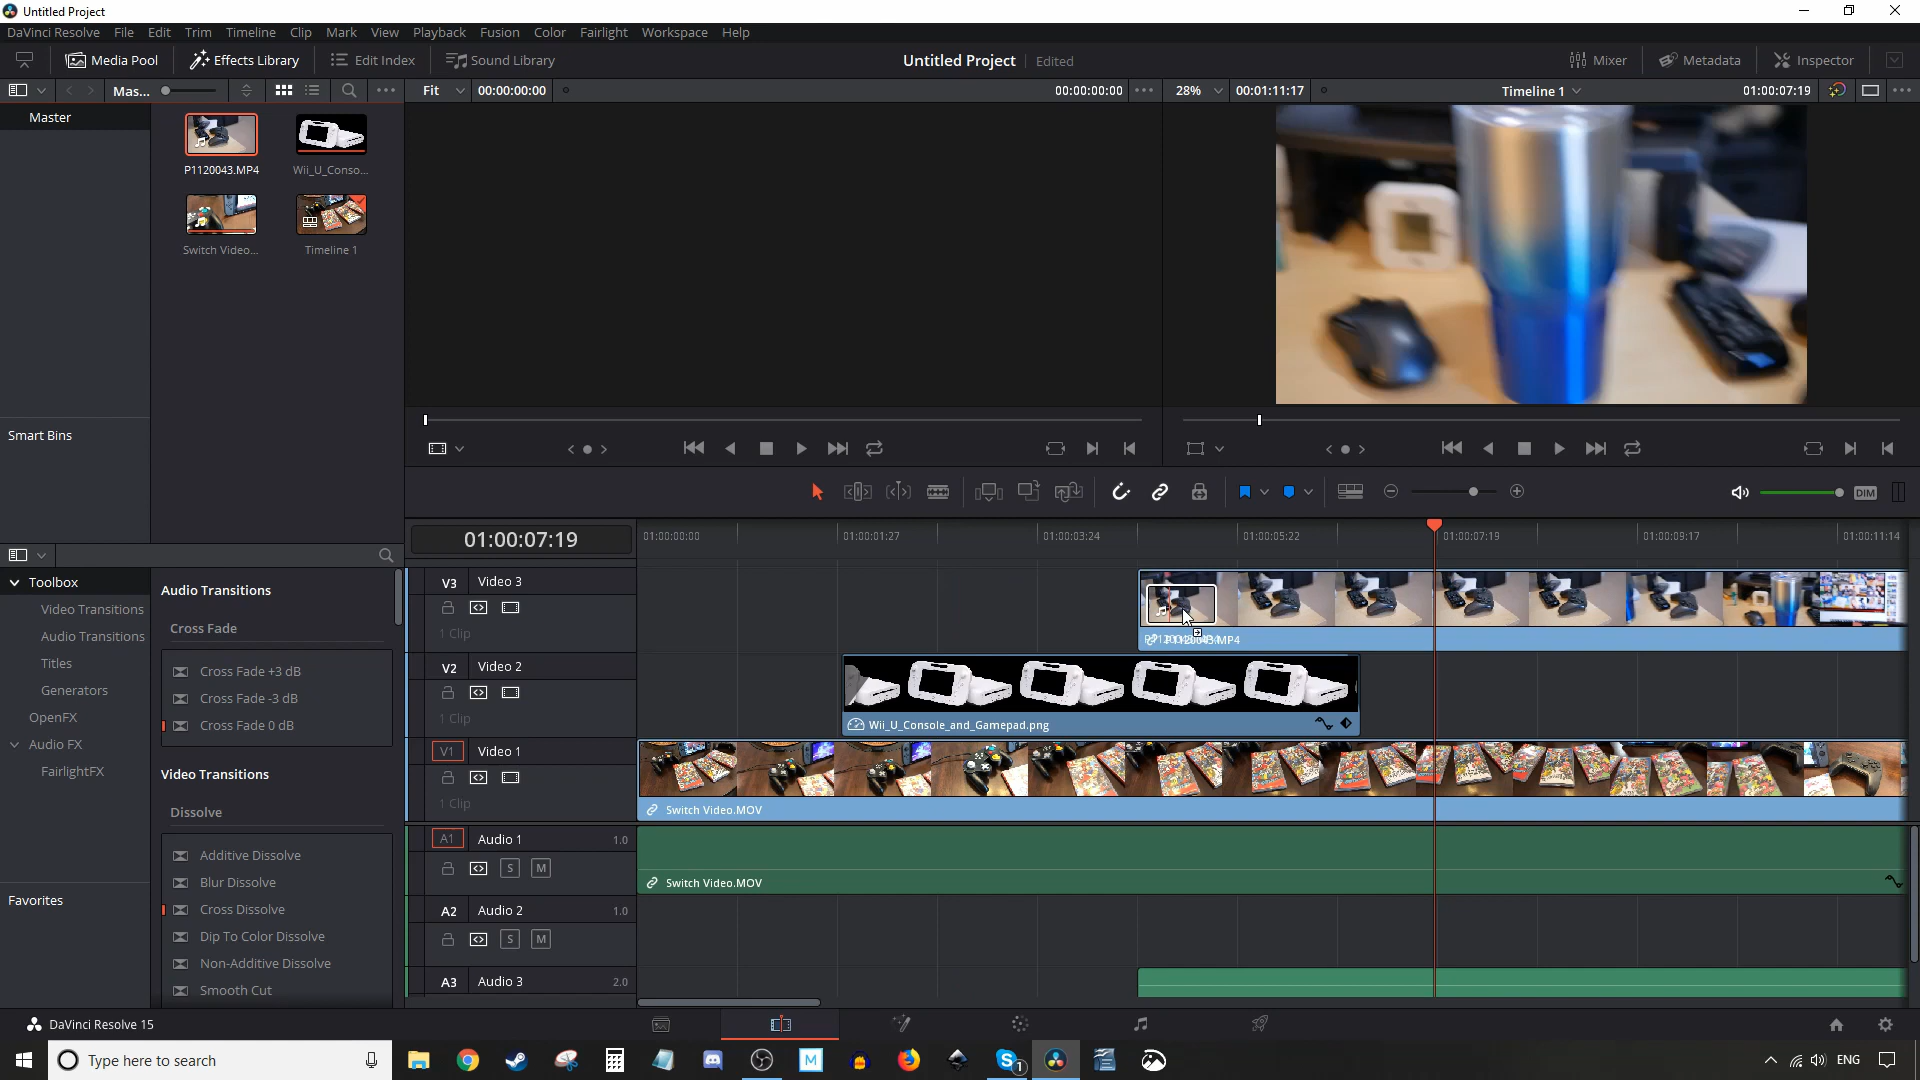 Untitled Project
DaVinci Resolve File Edit Trim Timeline Clip Mark View Playback Fusion Color Fairlight Workspace Help
Media Pool Effects Library Edit Index Sound Library Untitled Project Edited Mixer Metadata Inspector
Mas... Fit 00:00:00:00 00:00:00:00 28% 00:01:11:17 Timeline 1 01:00:07:19
Master
P1120043.MP4 Wii_U_Conso...
Switch Video... Timeline 1
Smart Bins
DIM
01:00:07:19
01:00:00:00 01:00:01:27 01:00:03:24 01:00:05:22 01:00:07:19 01:00:09:17 01:00:11:14
Toolbox
Video Transitions
Audio Transitions
Titles
Generators
OpenFX
Audio FX
FairlightFX
Favorites
Audio Transitions
Cross Fade
Cross Fade +3 dB
Cross Fade -3 dB
Cross Fade 0 dB
Video Transitions
Dissolve
Additive Dissolve
Blur Dissolve
Cross Dissolve
Dip To Color Dissolve
Non-Additive Dissolve
Smooth Cut
V3 Video 3
1 Clip
V2 Video 2
1 Clip
Wii_U_Console_and_Gamepad.png
V1 Video 1
1 Clip
Switch Video.MOV
A1 Audio 1 1.0
S M
Switch Video.MOV
A2 Audio 2 1.0
S M
A3 Audio 3 2.0
DaVinci Resolve 15
Type here to search
M
1
ENG